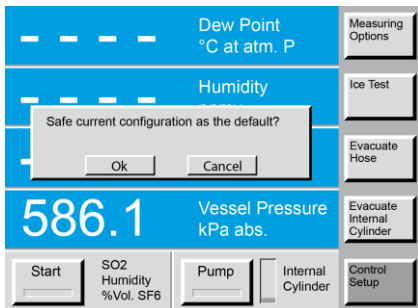 Dew Point
°C at atm. P
Measuring
Options
Humidity
Ice Test
Safe current configuration as the default?
Ok
Cancel
Evacuate
Hose
586.1
Vessel Pressure
kPa abs.
Evacuate
Internal
Cylinder
Start
SO2
Humidity
%Vol. SF6
Pump
Internal
Cylinder
Control
Setup